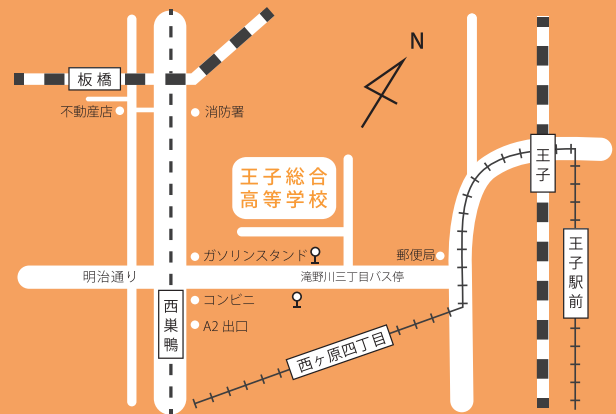 N
板橋
不動産店
消防署
王子総合
高等学校
王子
ガソリンスタンド
郵便局
王子駅前
明治通り
滝野川三丁目バス停
西巣鴨
コンビニ
A2 出口
西ヶ原四丁目